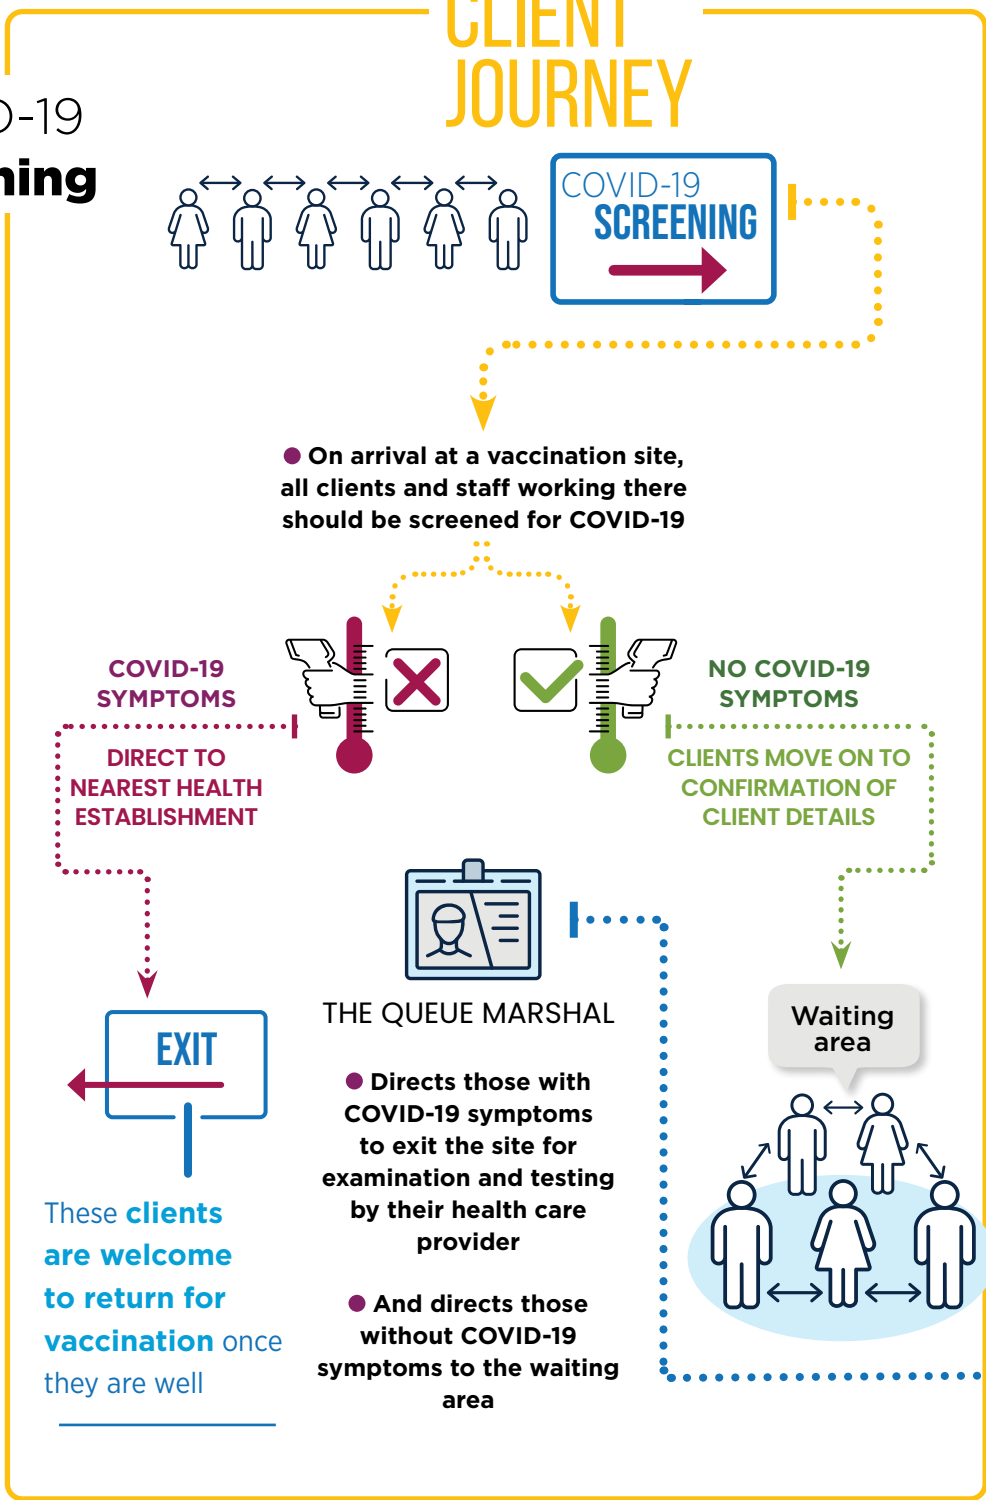 CLIENT
JOURNEY
-19
COVID-19
SCREENING
● On arrival at a vaccination site,
all clients and staff working there
should be screened for COVID-19
COVID-19
SYMPTOMS
DIRECT TO
NEAREST HEALTH
ESTABLISHMENT
NO COVID-19
SYMPTOMS
CLIENTS MOVE ON TO
CONFIRMATION OF
CLIENT DETAILS
EXIT
These clients
are welcome
to return for
vaccination once
they are well
THE QUEUE MARSHAL
● Directs those with
COVID-19 symptoms
to exit the site for
examination and testing
by their health care
provider
● And directs those
without COVID-19
symptoms to the waiting
area
Waiting
area